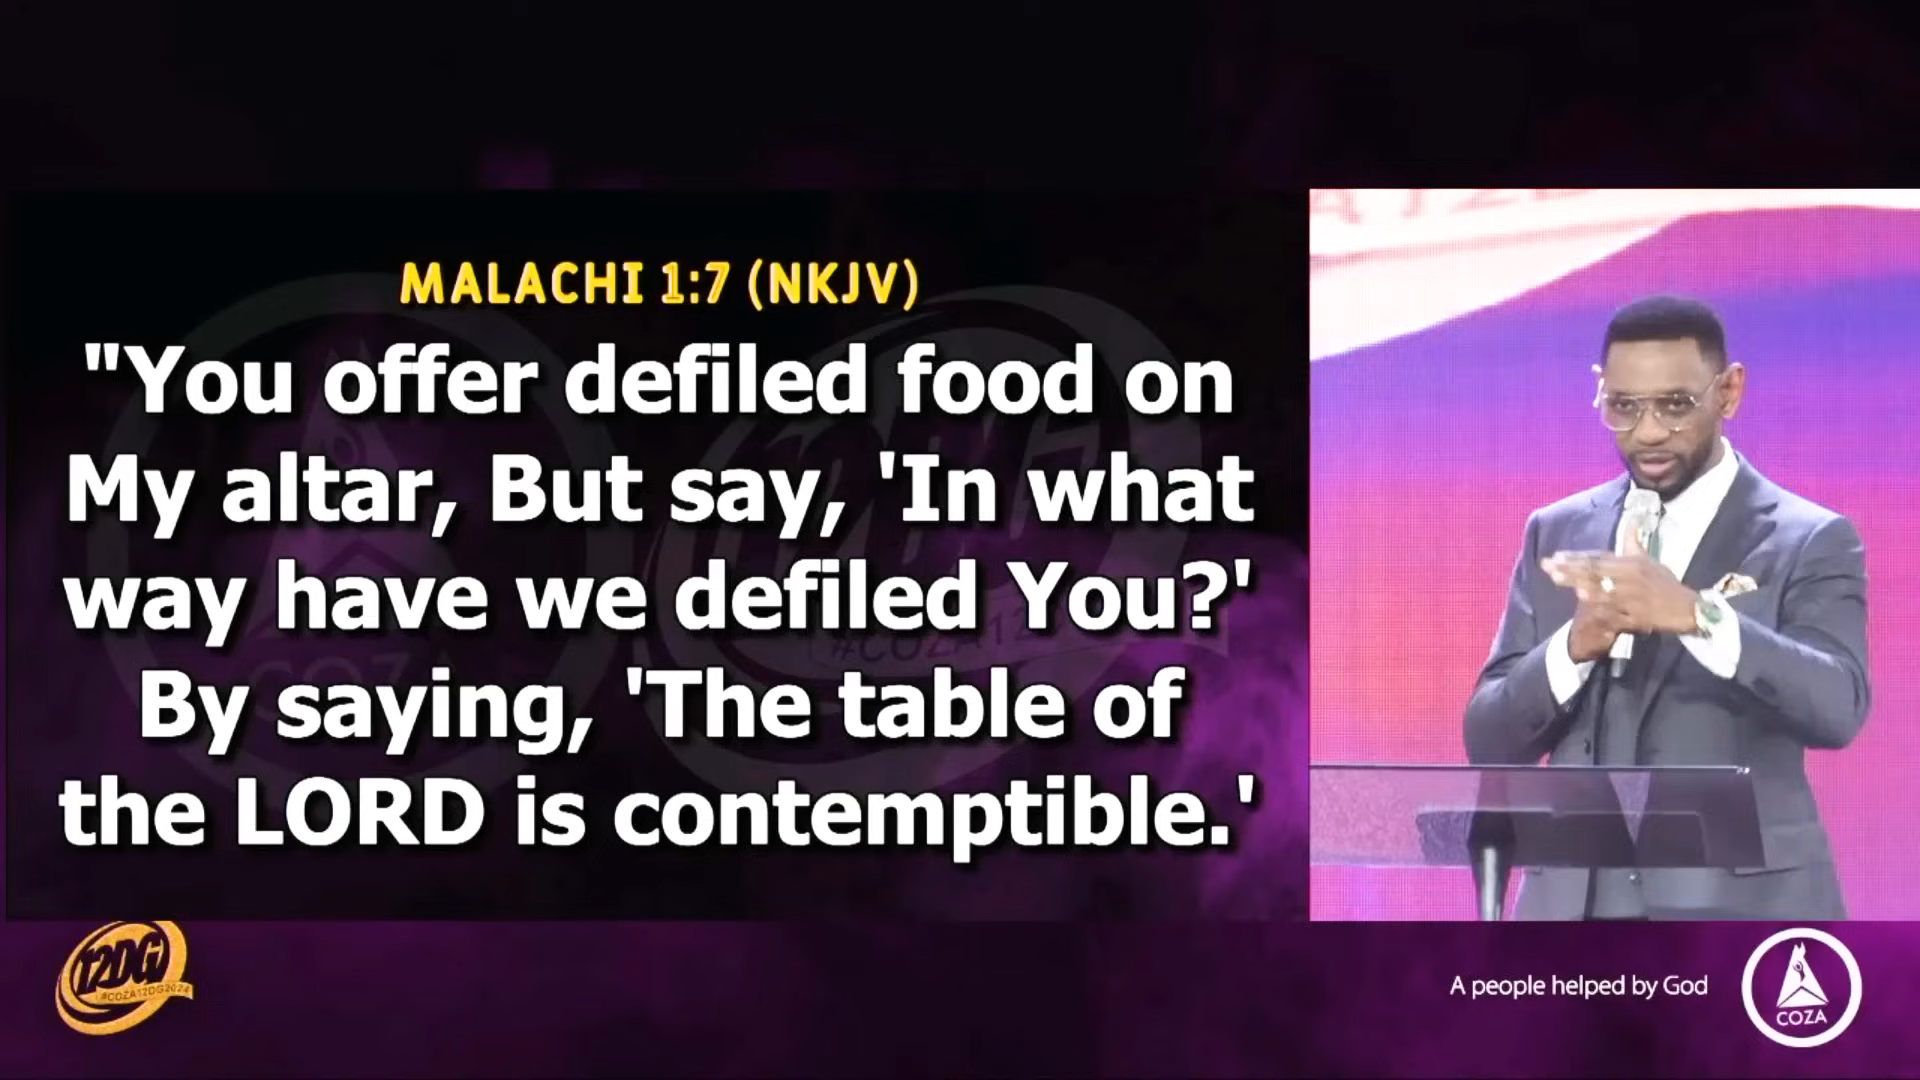 MALACHI 1:7 (NKJV)
"You offer defiled food on
My altar, But say, 'In what
way have we defiled You?'
By saying, 'The table of
the LORD is contemptible.'
12DG
#COZA12DG2024
A people helped by God
COZA